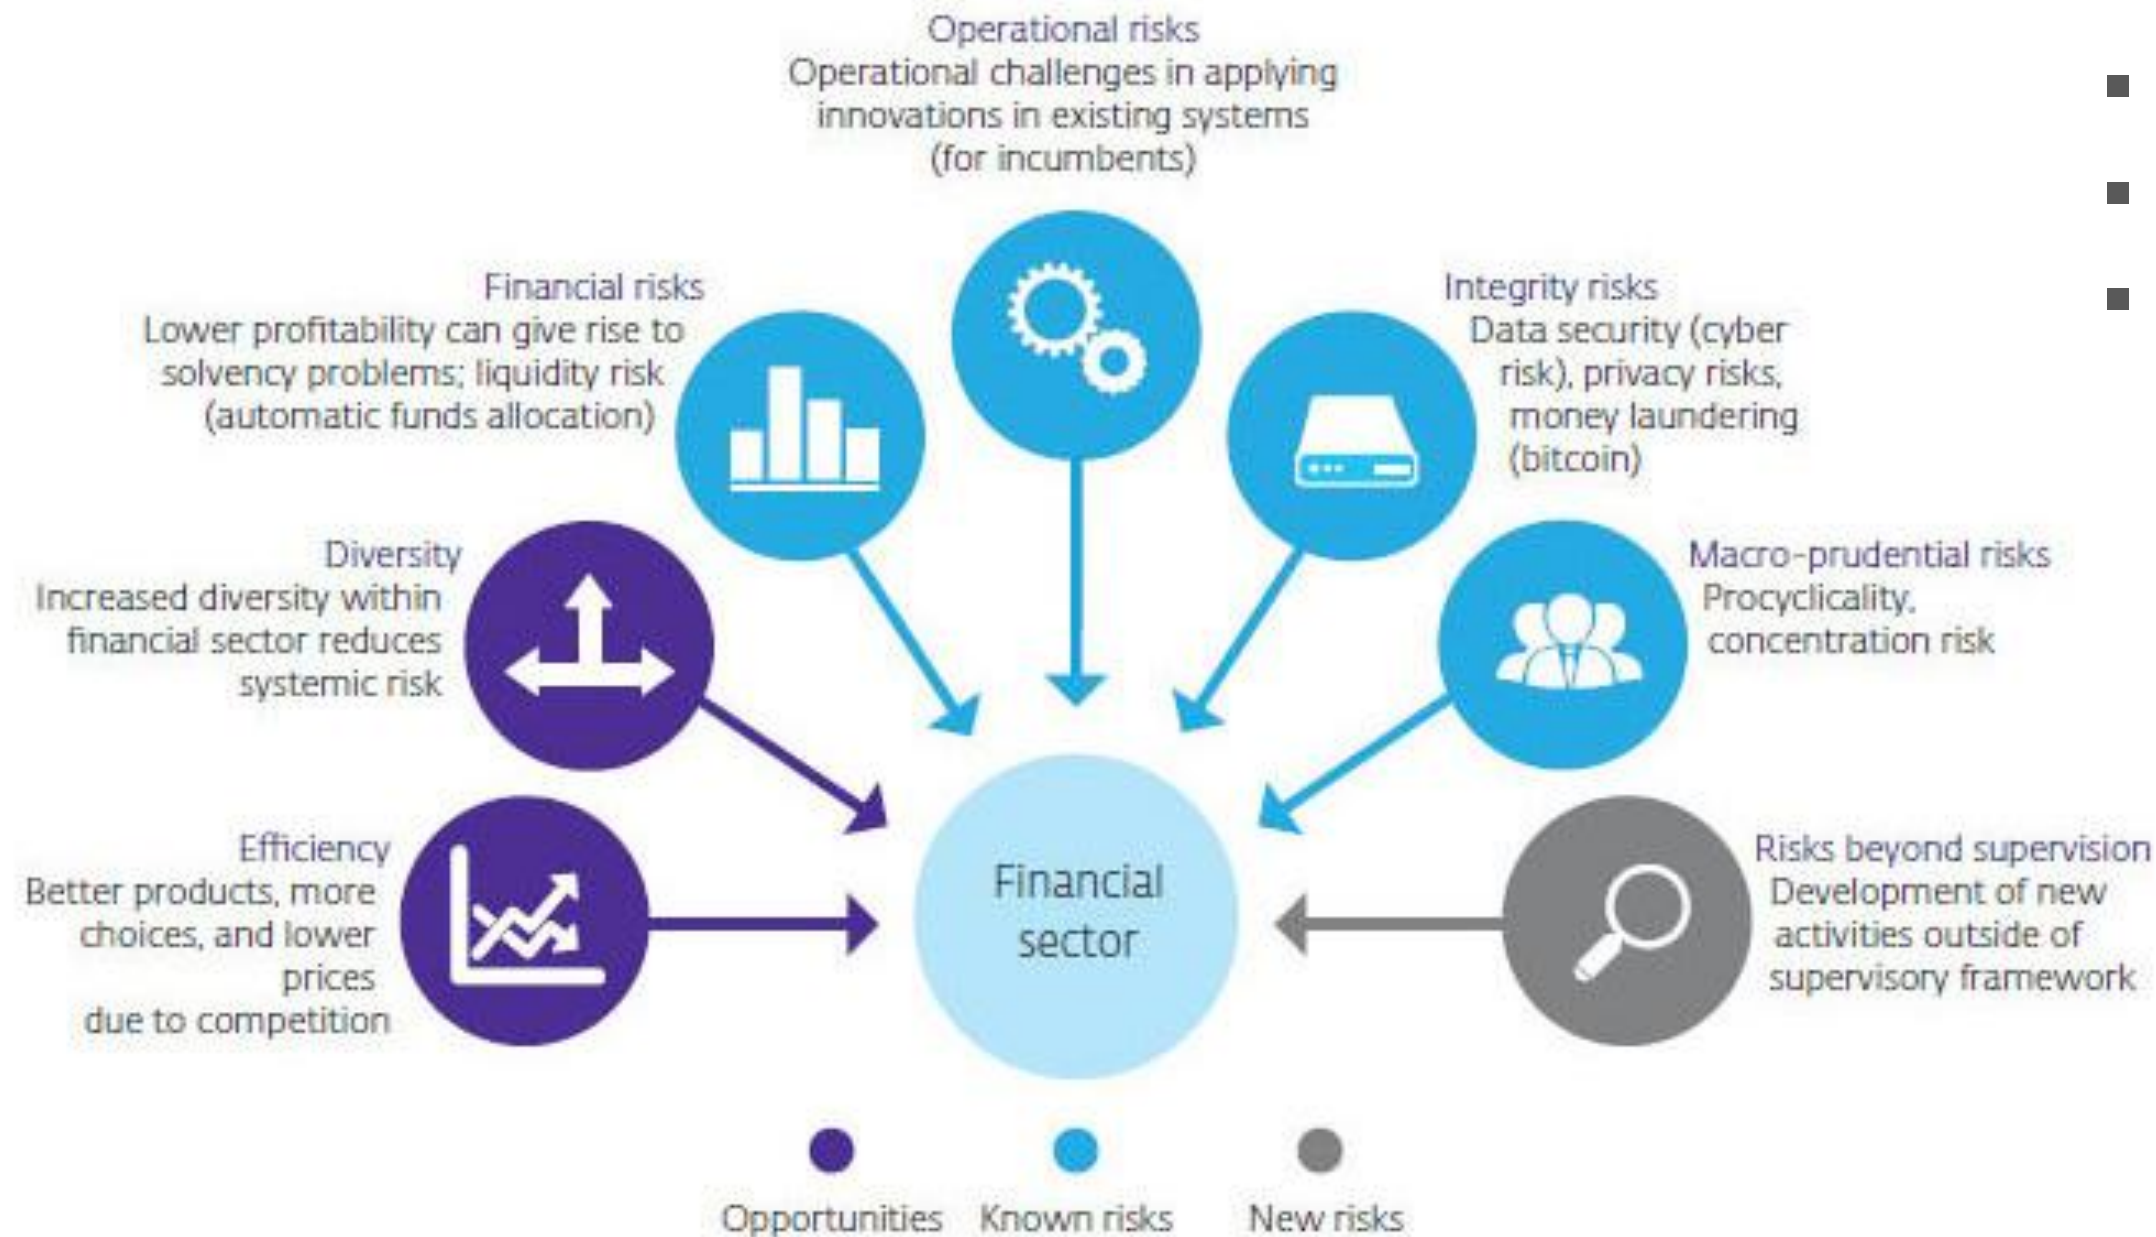 Operational risks
Operational challenges in applying
innovations in existing systems
(for incumbents)
Financial risks
Lower profitability can give rise to
solvency problems; liquidity risk
(automatic funds allocation)
Integrity risks
Data security (cyber
risk), privacy risks,
money laundering
(bitcoin)
Diversity
Increased diversity within
financial sector reduces
systemic risk
Macro-prudential risks
Procyclicality,
concentration risk
Efficiency
Better products, more
choices, and lower
prices
due to competition
Financial
sector
Risks beyond supervision
Development of new
activities outside of
supervisory framework
Opportunities
Known risks
New risks